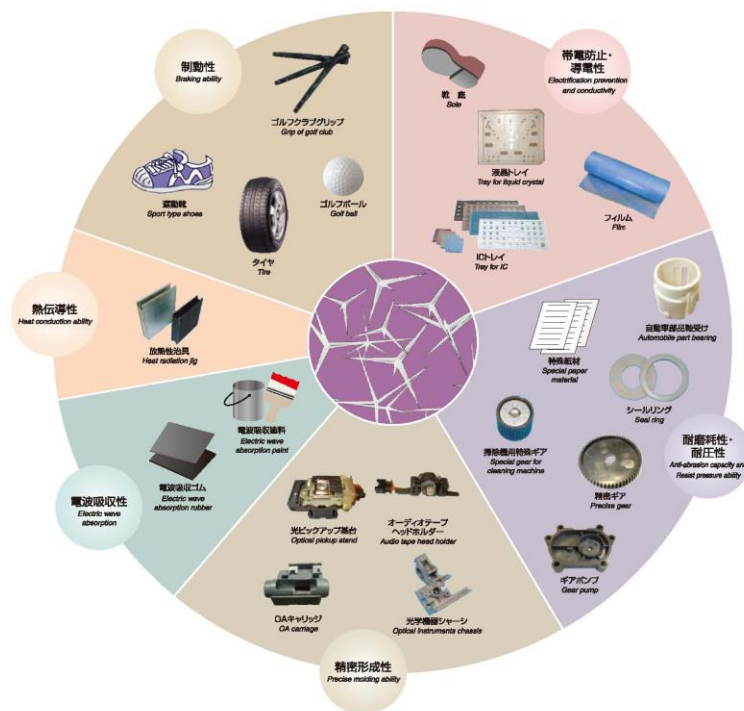 制動性
Braking ability
ゴルフクラブグリップ
Grip of golf club
運動靴
Sport type shoes
タイヤ
Tire
ゴルフボール
Golf ball
帯電防止・
導電性
Electrification prevention
and conductivity
靴 底
Sole
液晶トレイ
Tray for liquid crystal
ICトレイ
Tray for IC
フィルム
Film
熱伝導性
Heat conduction ability
放熱性治具
Heat radiation jig
電波吸収性
Electric wave
absorption
電波吸収塗料
Electric wave
absorption paint
電波吸収ゴム
Electric wave
absorption rubber
耐磨耗性・
耐圧性
Anti-abrasion capacity and
Resist pressure ability
自動車部品軸受け
Automobile part bearing
特殊紙材
Special paper
material
シールリング
Seal ring
掃除機用特殊ギア
Special gear for
cleaning machine
精密ギア
Precise gear
ギアポンプ
Gear pump
精密形成性
Precise molding ability
光ピックアップ基台
Optical pickup stand
オーディオテープ
ヘッドホルダー
Audio tape head holder
OAキャリッジ
OA carriage
光学機器シャーシ
Optical instruments chassis